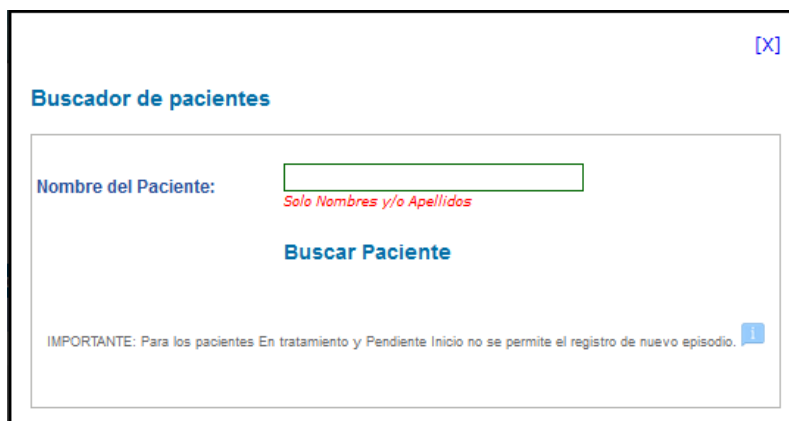 [X]
Buscador de pacientes
Nombre del Paciente:
Solo Nombres y/o Apellidos
Buscar Paciente
IMPORTANTE: Para los pacientes En tratamiento y Pendiente Inicio no se permite el registro de nuevo episodio. i